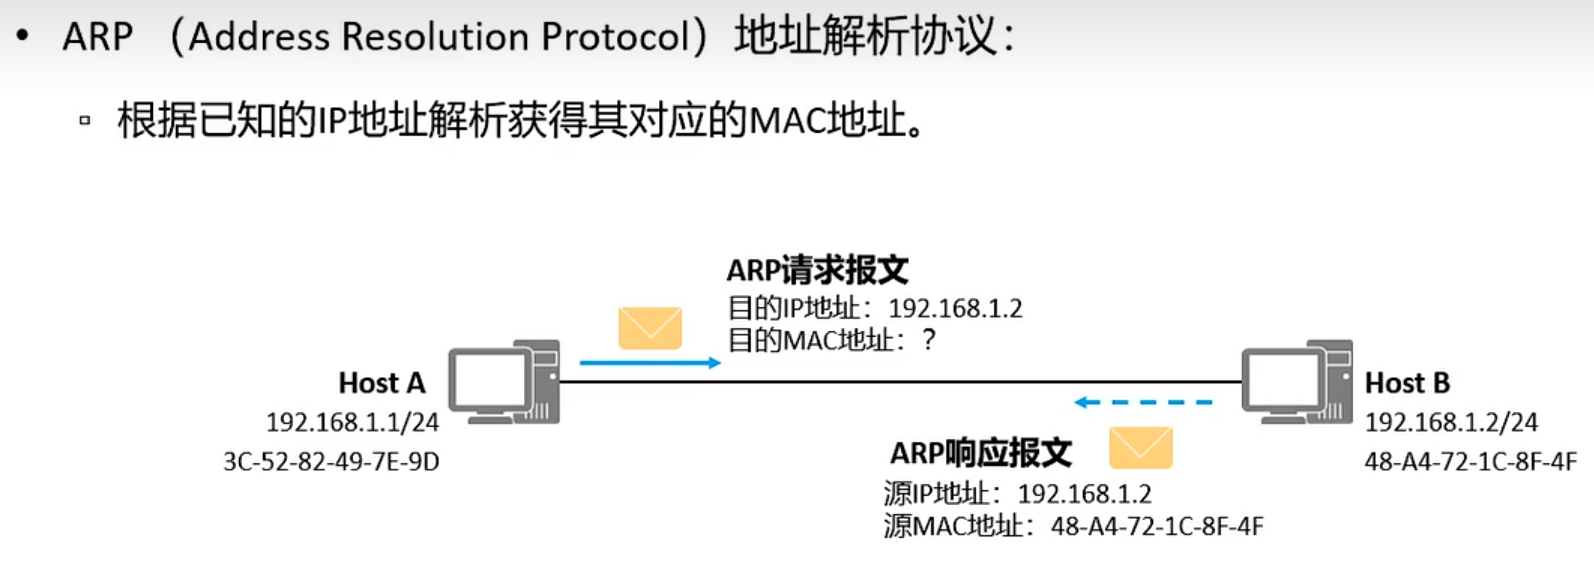 • ARP （Address Resolution Protocol）地址解析协议：
▫ 根据已知的IP地址解析获得其对应的MAC地址。
ARP请求报文
目的IP地址：192.168.1.2
目的MAC地址：？
Host A
192.168.1.1/24
3C-52-82-49-7E-9D
Host B
192.168.1.2/24
48-A4-72-1C-8F-4F
ARP响应报文
源IP地址：192.168.1.2
源MAC地址：48-A4-72-1C-8F-4F